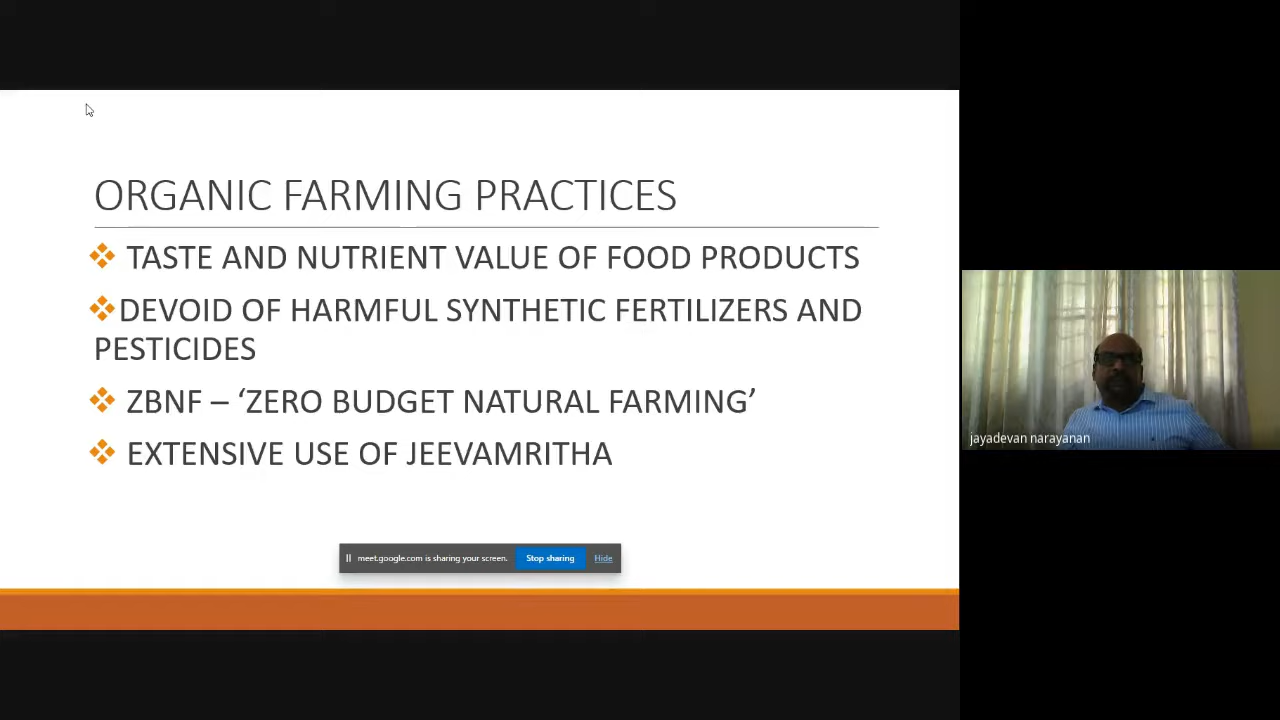 ORGANIC FARMING PRACTICES
TASTE AND NUTRIENT VALUE OF FOOD PRODUCTS
DEVOID OF HARMFUL SYNTHETIC FERTILIZERS AND
PESTICIDES
ZBNF – ‘ZERO BUDGET NATURAL FARMING’
EXTENSIVE USE OF JEEVAMRITHA
meet.google.com is sharing your screen. Stop sharing Hide
jayadevan narayanan